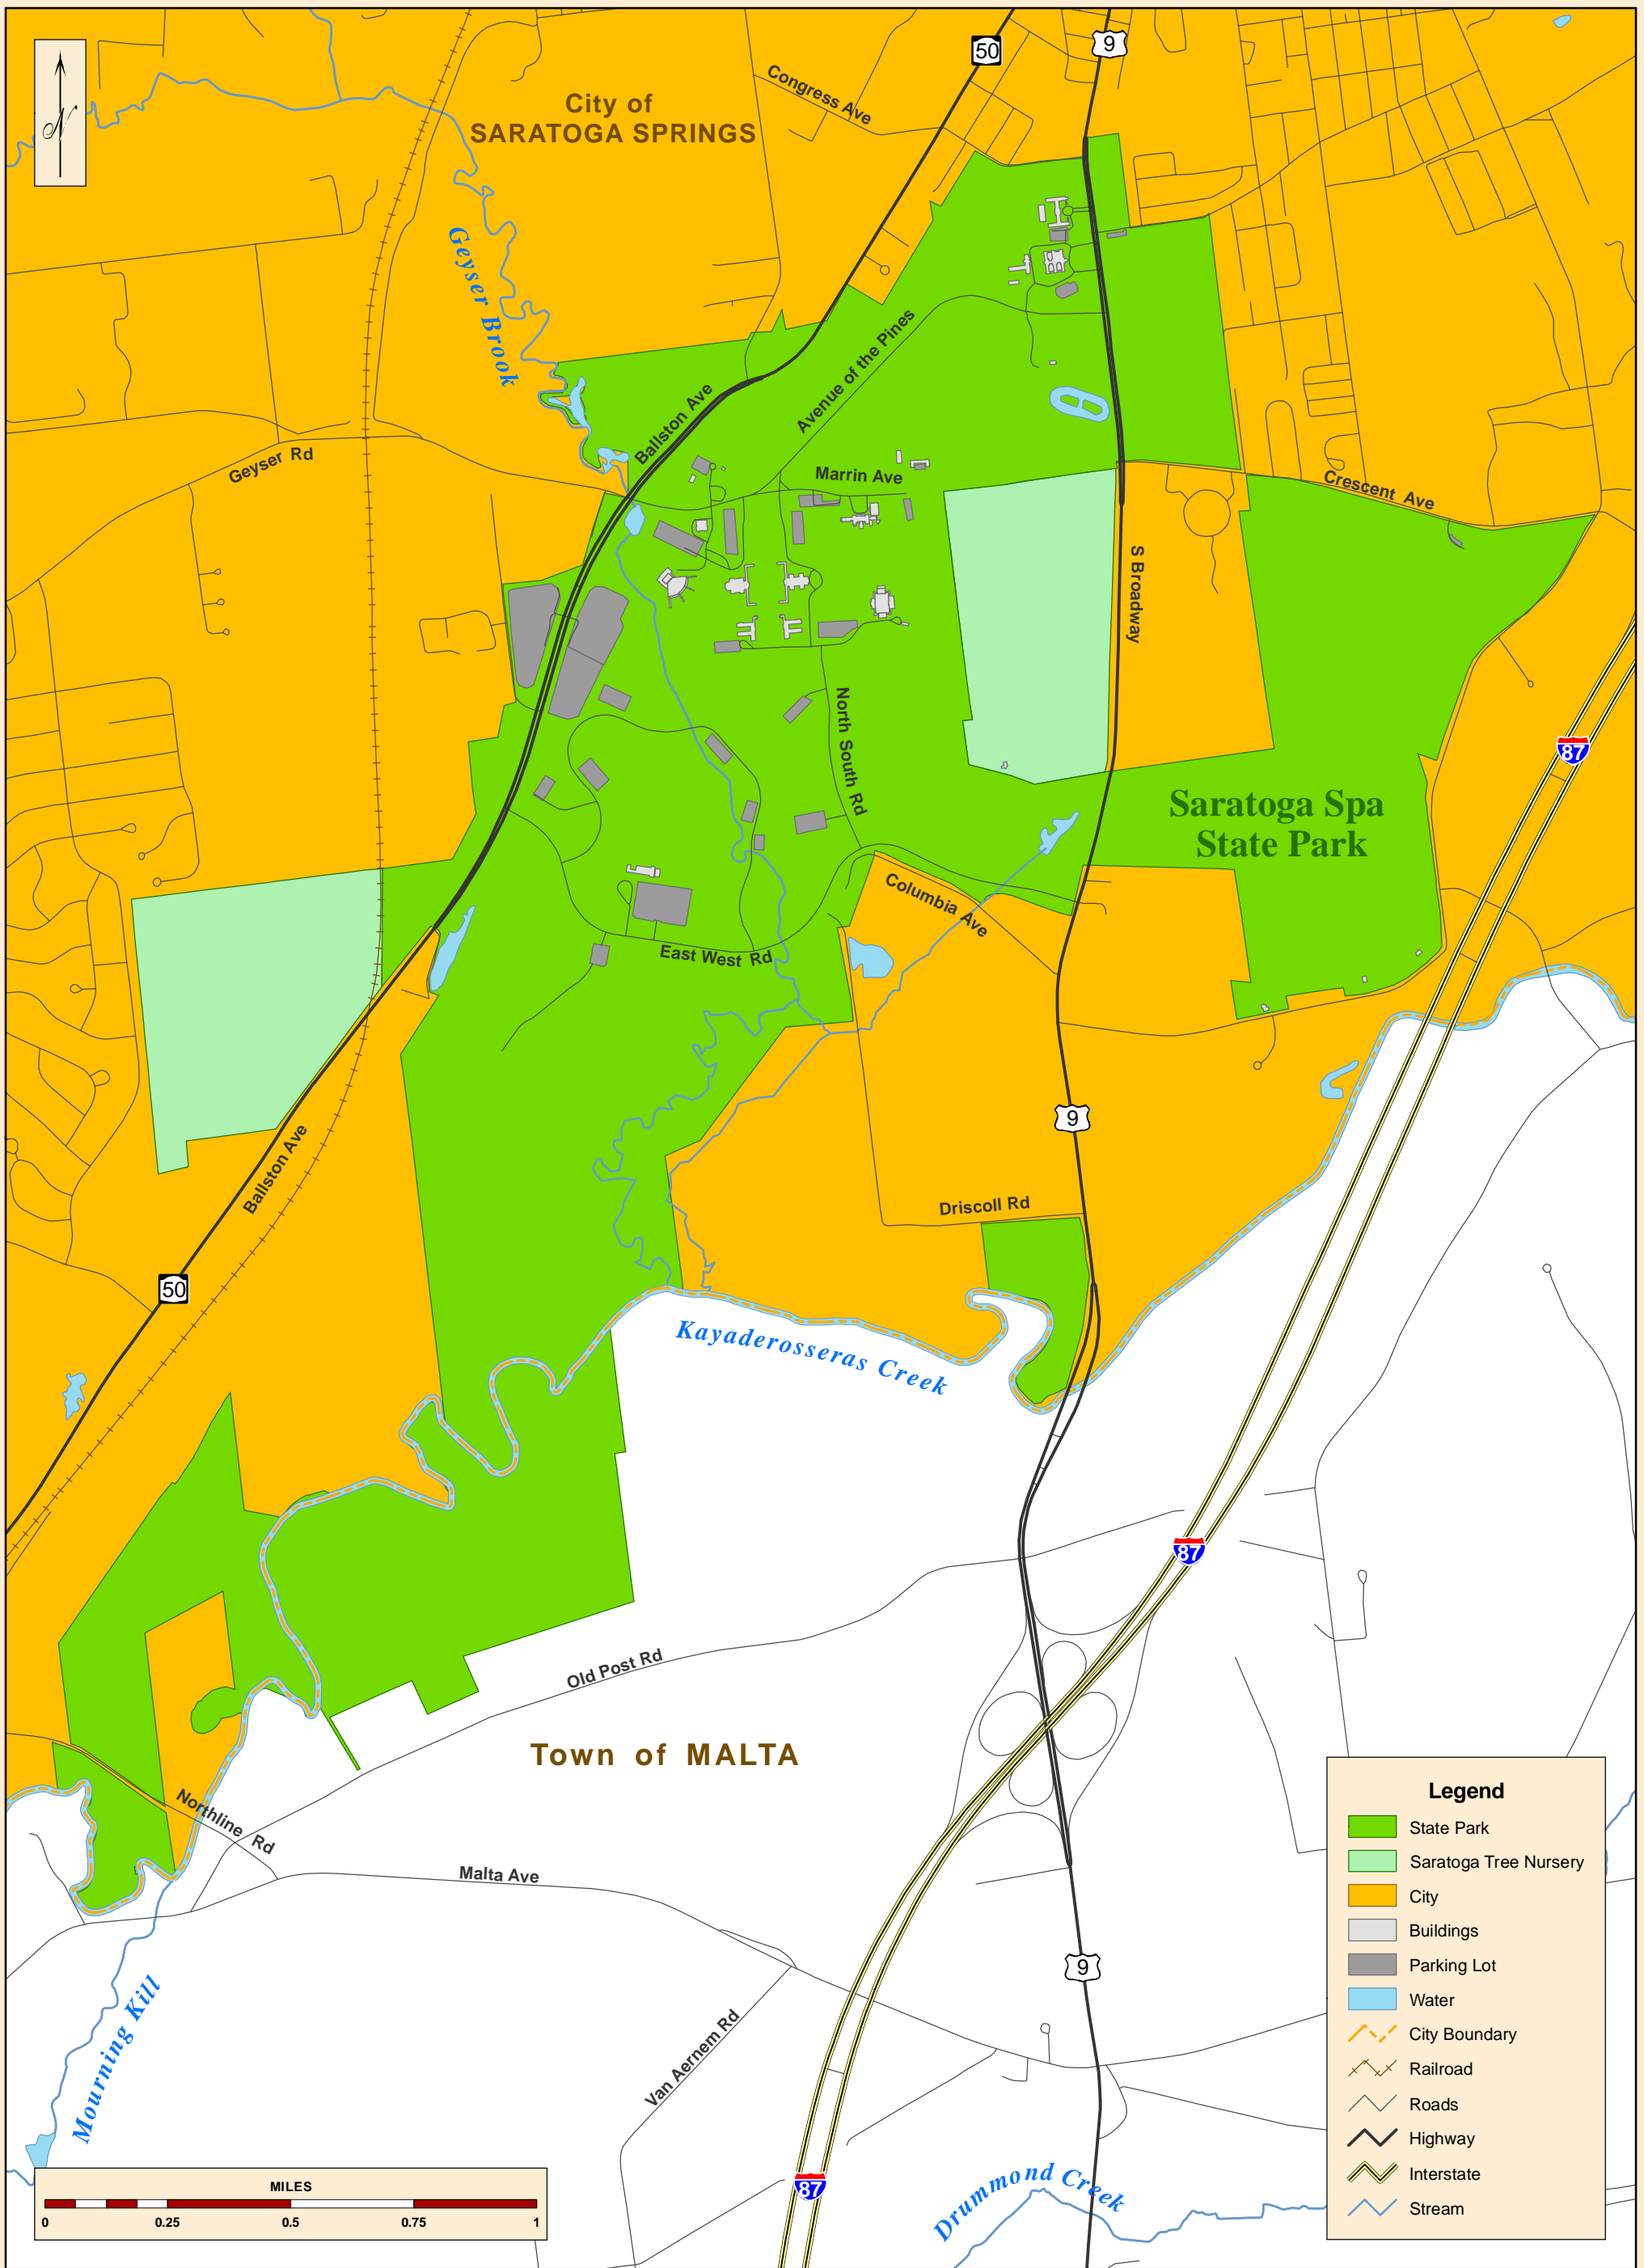 50
9
N
Congress Ave
City of
SARATOGA SPRINGS
Geyser Brook
Avenue of the Pines
Ballston Ave
Geyser Rd
Marrin Ave
Crescent Ave
S Broadway
87
North South Rd
Saratoga Spa
State Park
Columbia Ave
East West Rd
9
Ballston Ave
Driscoll Rd
50
Kayaderosseras Creek
87
Old Post Rd
Town of MALTA
Northline Rd
Malta Ave
9
Mourning Kill
Van Aernem Rd
87
Drummond Creek
Legend
State Park
Saratoga Tree Nursery
City
Buildings
Parking Lot
Water
City Boundary
Railroad
Roads
Highway
Interstate
Stream
MILES
0 0.25 0.5 0.75 1